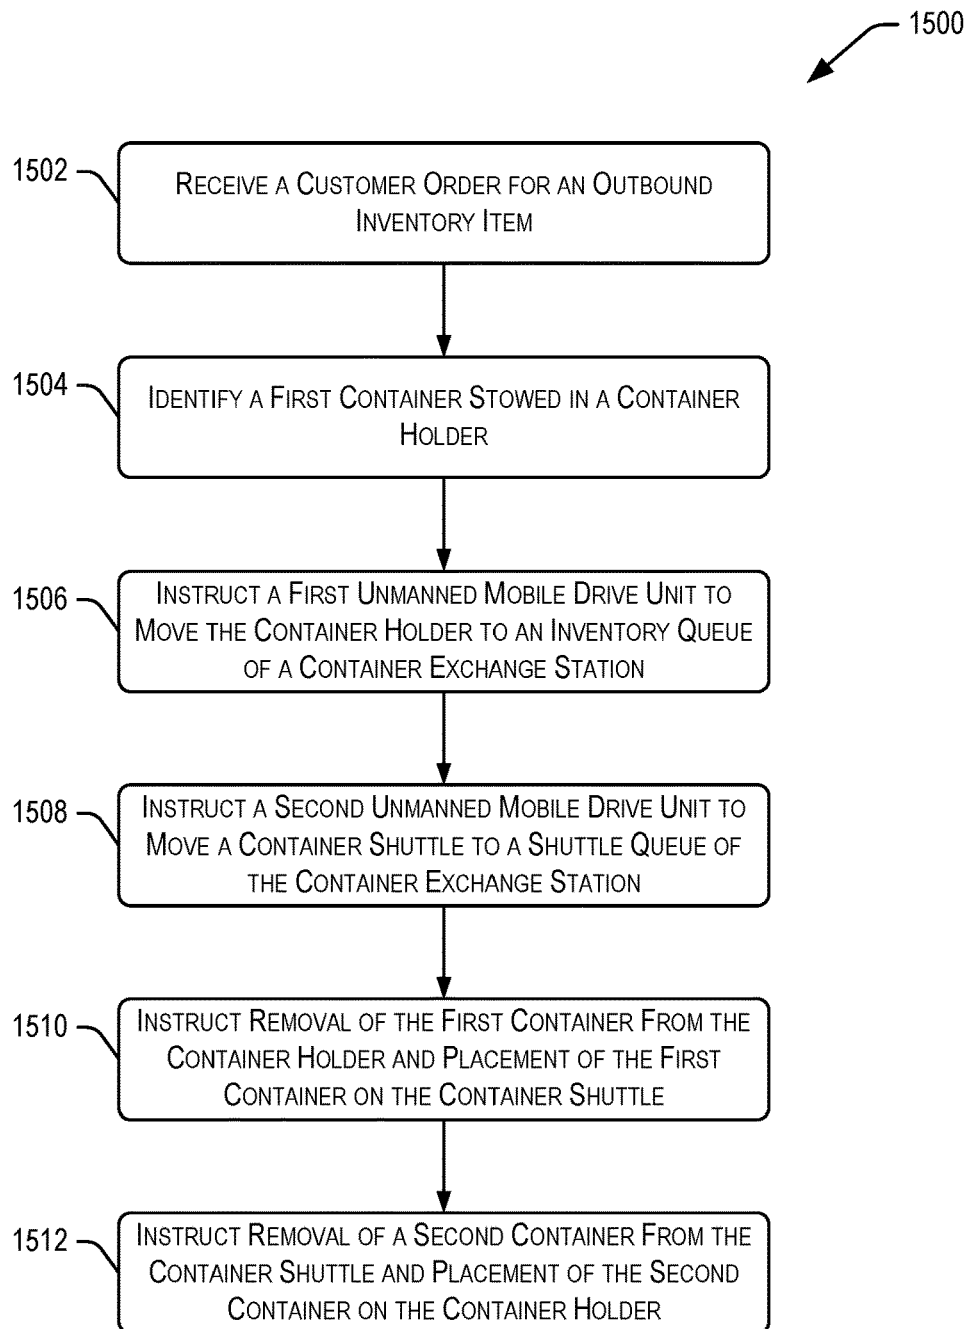 1500
1502
RECEIVE A CUSTOMER ORDER FOR AN OUTBOUND
INVENTORY ITEM
1504
IDENTIFY A FIRST CONTAINER STOWED IN A CONTAINER
HOLDER
1506
INSTRUCT A FIRST UNMANNED MOBILE DRIVE UNIT TO
MOVE THE CONTAINER HOLDER TO AN INVENTORY QUEUE
OF A CONTAINER EXCHANGE STATION
1508
INSTRUCT A SECOND UNMANNED MOBILE DRIVE UNIT TO
MOVE A CONTAINER SHUTTLE TO A SHUTTLE QUEUE OF
THE CONTAINER EXCHANGE STATION
1510
INSTRUCT REMOVAL OF THE FIRST CONTAINER FROM THE
CONTAINER HOLDER AND PLACEMENT OF THE FIRST
CONTAINER ON THE CONTAINER SHUTTLE
1512
INSTRUCT REMOVAL OF A SECOND CONTAINER FROM THE
CONTAINER SHUTTLE AND PLACEMENT OF THE SECOND
CONTAINER ON THE CONTAINER HOLDER